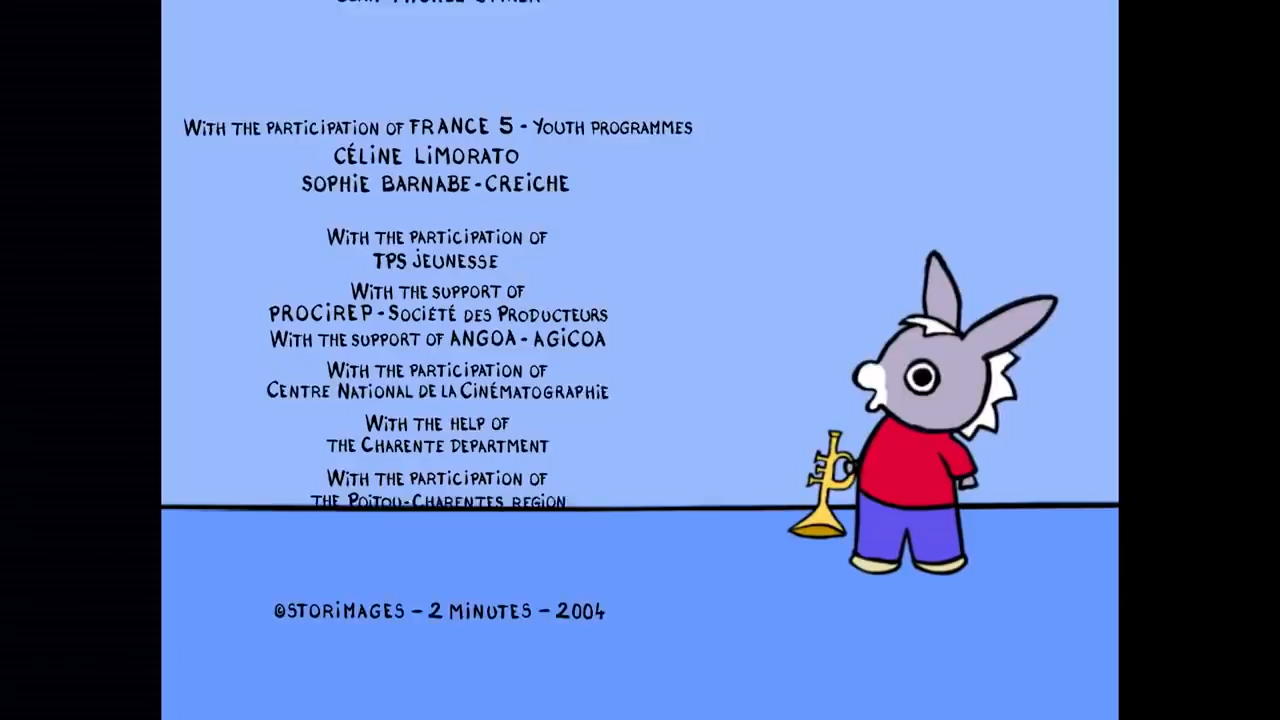 WITH THE PARTICIPATION OF FRANCE 5 - YOUTH PROGRAMMES
CÉLINE LIMORATO
SOPHIE BARNABE-CREICHE
WITH THE PARTICIPATION OF
TPS JEUNESSE
WITH THE SUPPORT OF
PROCIREP - SOCIÉTÉ DES PRODUCTEURS
WITH THE SUPPORT OF ANGOA - AGICOA
WITH THE PARTICIPATION OF
CENTRE NATIONAL DE LA CINÉMATOGRAPHIE
WITH THE HELP OF
THE CHARENTE DEPARTMENT
WITH THE PARTICIPATION OF
THE POITOU-CHARENTES REGION
©STORIMAGES - 2 MINUTES - 2004